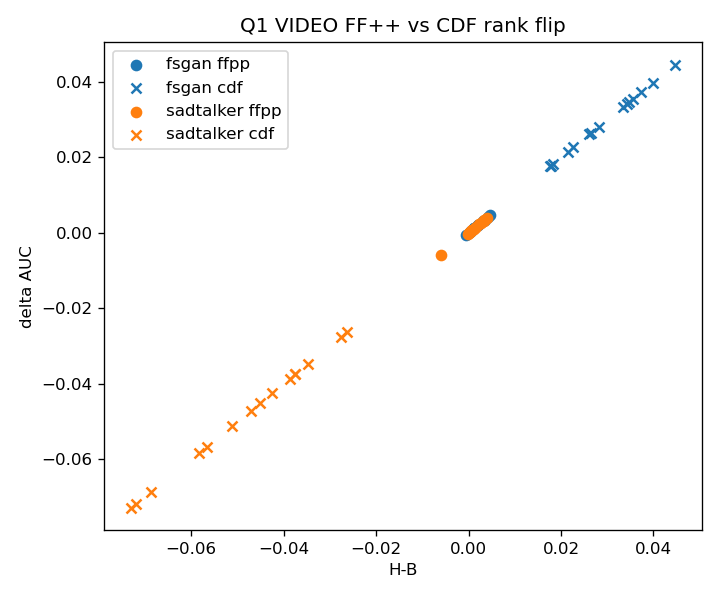 Q1 VIDEO FF++ vs CDF rank flip
fsgan ffpp
fsgan cdf
sadtalker ffpp
sadtalker cdf
delta AUC
0.04
0.02
0.00
−0.02
−0.04
−0.06
−0.06
−0.04
−0.02
0.00
0.02
0.04
H-B